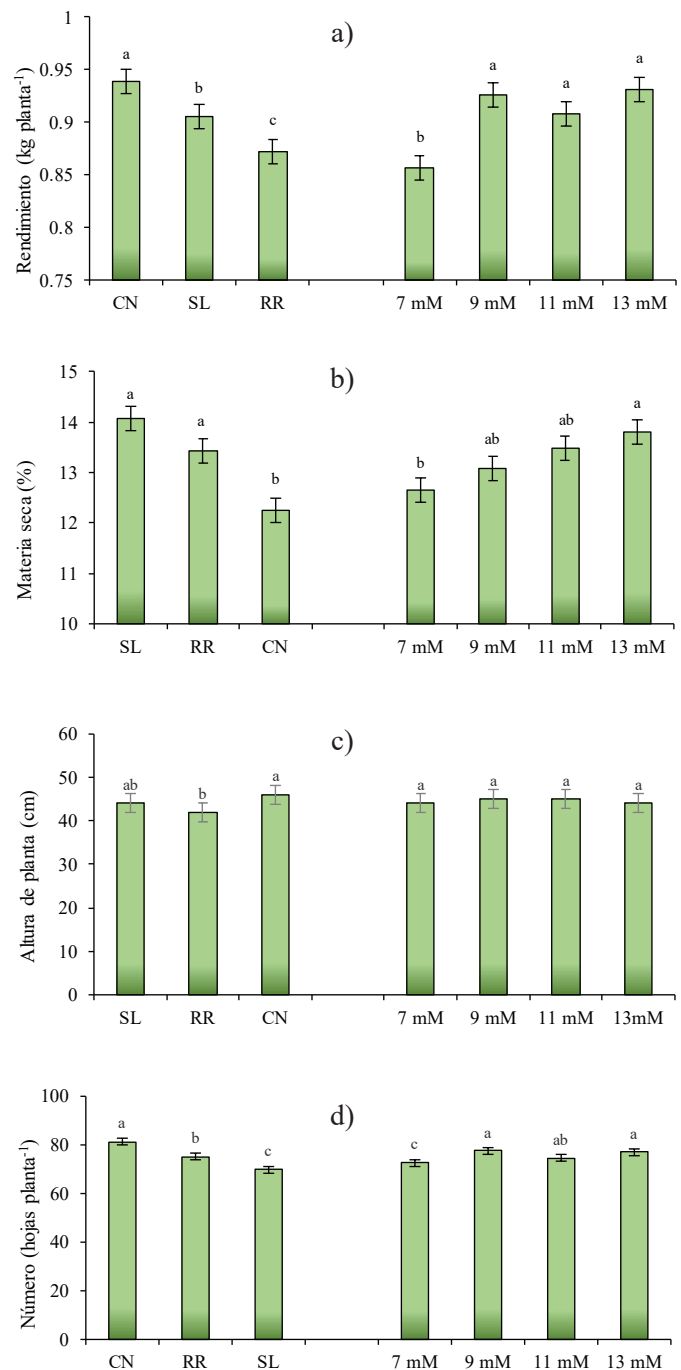 a)
Rendimiento (kg planta⁻¹)
1
0.95
0.9
0.85
0.8
0.75
a
b
c
b
a
a
a
CN SL RR 7 mM 9 mM 11 mM 13 mM
b)
Materia seca (%)
15
14
13
12
11
10
a
a
b
b
ab
ab
a
SL RR CN 7 mM 9 mM 11 mM 13 mM
c)
Altura de planta (cm)
60
50
40
30
20
10
0
ab
b
a
a
a
a
a
SL RR CN 7 mM 9 mM 11 mM 13mM
d)
Número (hojas planta⁻¹)
100
80
60
40
20
0
a
b
c
c
a
ab
a
CN RR SL 7 mM 9 mM 11 mM 13 mM